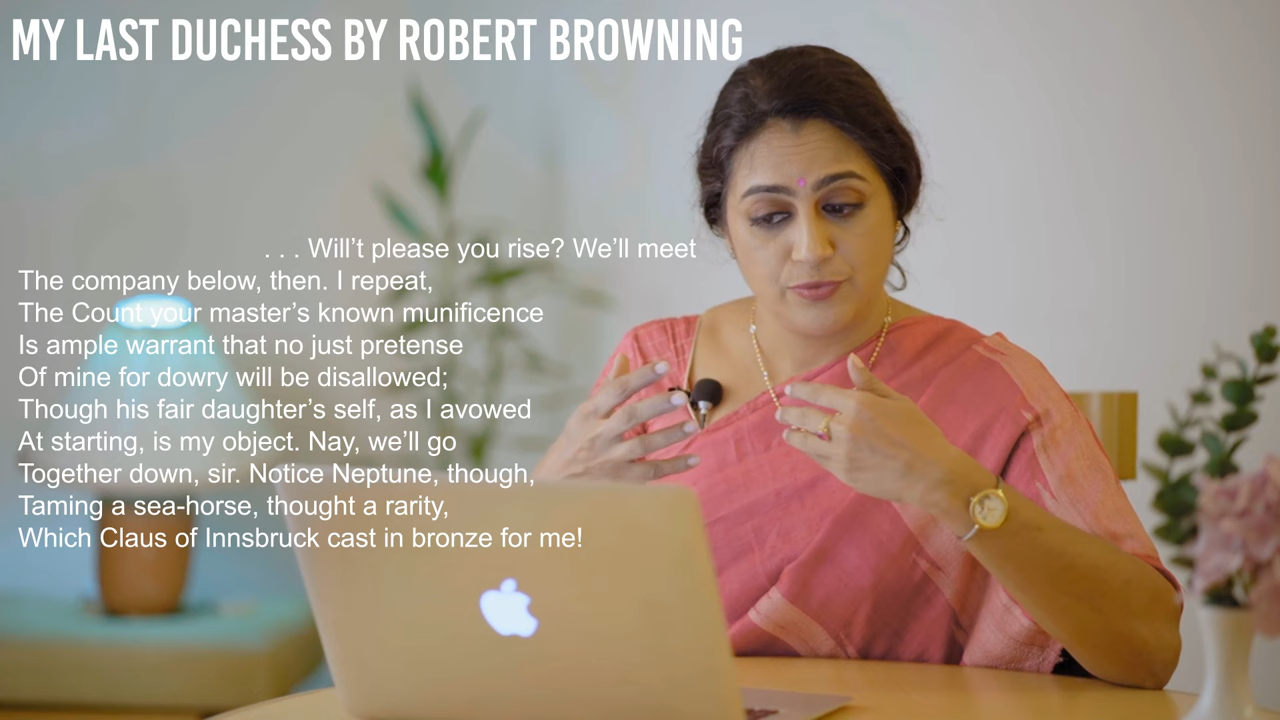 MY LAST DUCHESS BY ROBERT BROWNING
. . . Will’t please you rise? We’ll meet
The company below, then. I repeat,
The Count your master’s known munificence
Is ample warrant that no just pretense
Of mine for dowry will be disallowed;
Though his fair daughter’s self, as I avowed
At starting, is my object. Nay, we’ll go
Together down, sir. Notice Neptune, though,
Taming a sea-horse, thought a rarity,
Which Claus of Innsbruck cast in bronze for me!